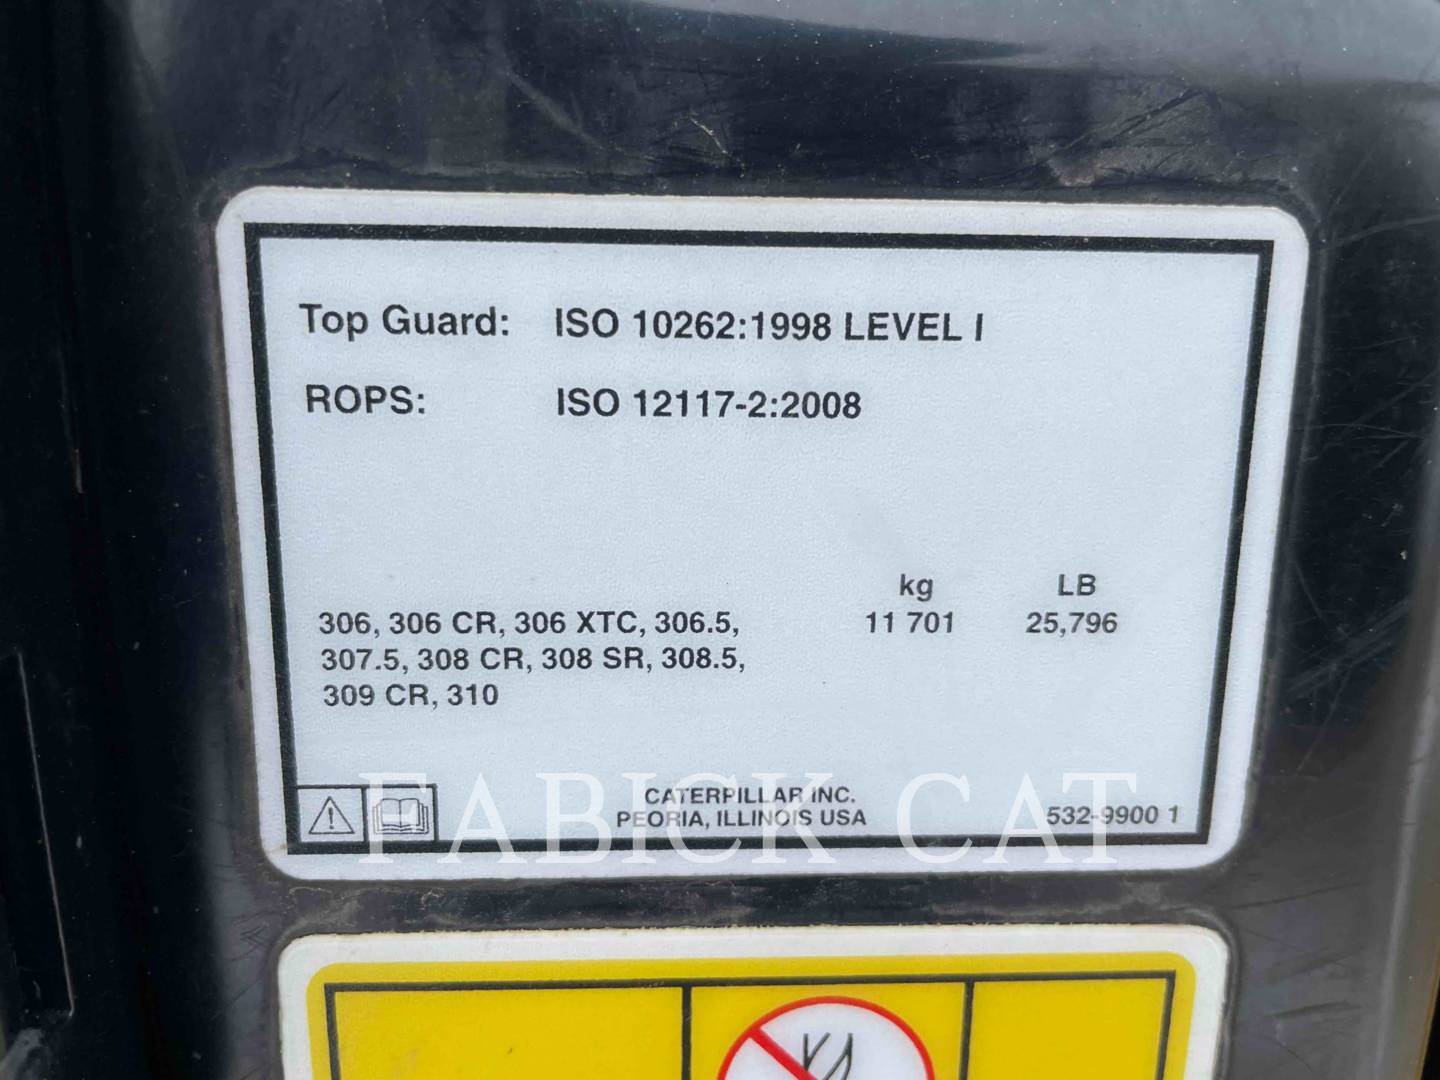 Top Guard: ISO 10262:1998 LEVEL I
ROPS: ISO 12117-2:2008
kg LB
306, 306 CR, 306 XTC, 306.5, 11 701 25,796
307.5, 308 CR, 308 SR, 308.5,
309 CR, 310
CATERPILLAR INC.
PEORIA, ILLINOIS USA
532-9900 1
FABICK CAT